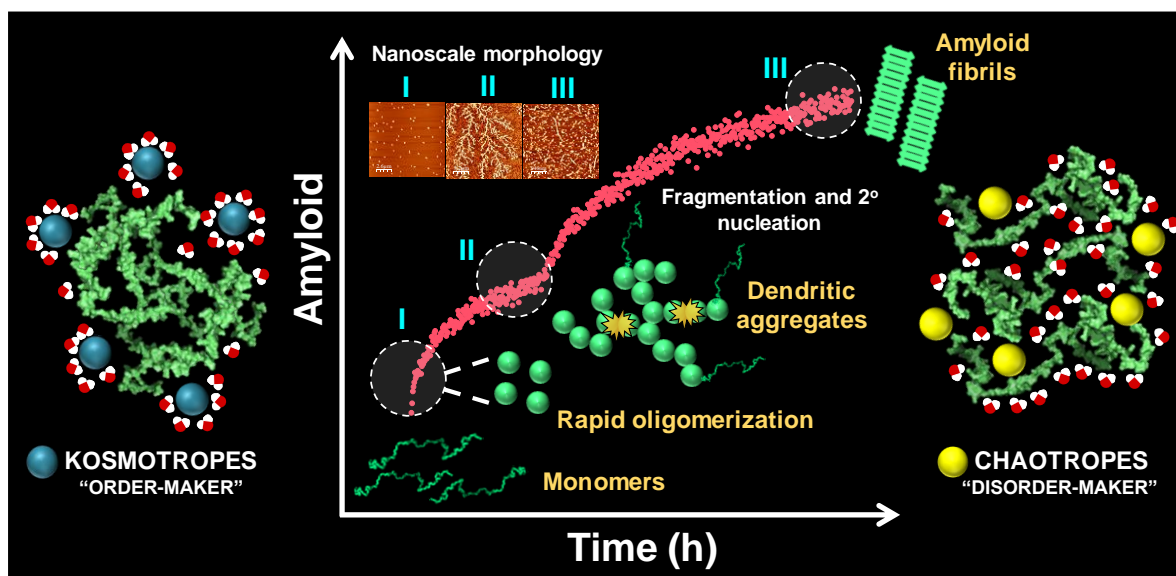 Nanoscale morphology
I
II
III
III
Amyloid
fibrils
Fragmentation and 2º
nucleation
II
Dendritic
aggregates
I
Rapid oligomerization
Monomers
Amyloid
Time (h)
KOSMOTROPES
“ORDER-MAKER”
CHAOTROPES
“DISORDER-MAKER”